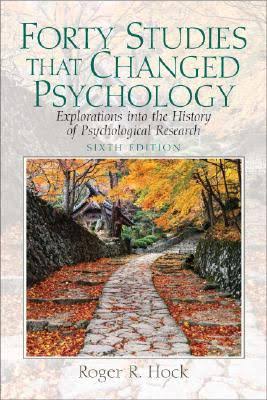 FORTY STUDIES
THAT CHANGED
PSYCHOLOGY
Explorations into the History
of Psychological Research
SIXTH EDITION
Roger R. Hock